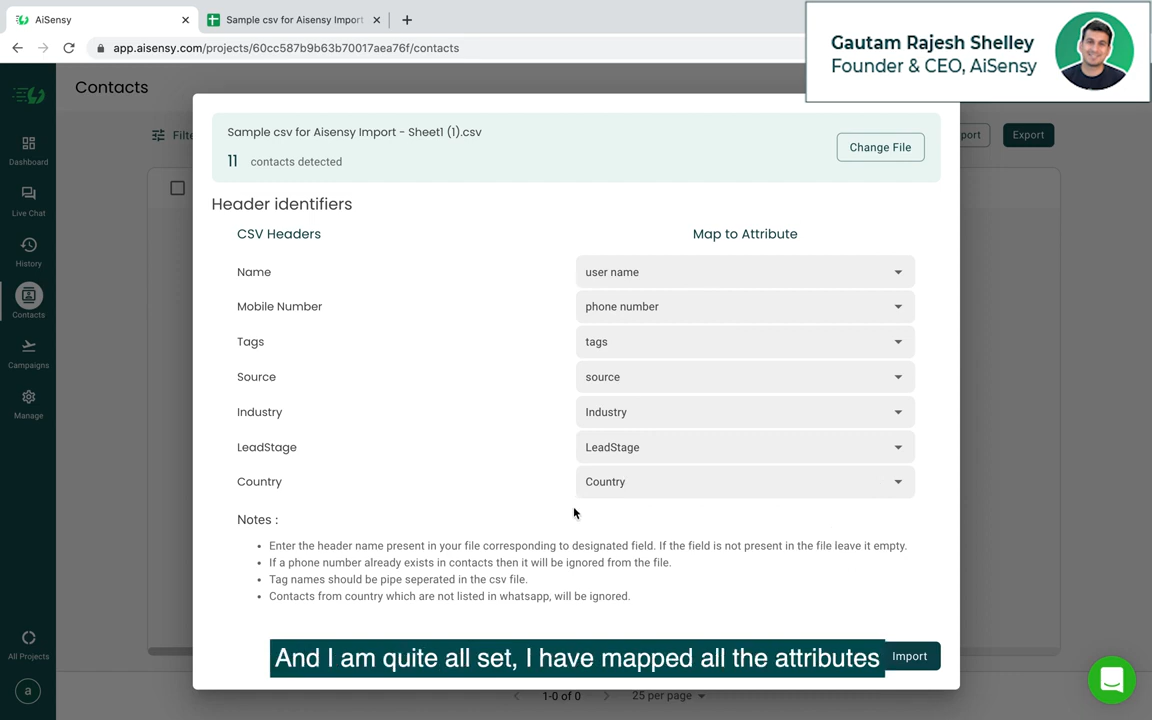 AiSensy
Sample csv for Aisensy Import
app.aisensy.com/projects/60cc587b9b63b70017aea76f/contacts
Gautam Rajesh Shelley
Founder & CEO, AiSensy
Contacts
Export
Dashboard
Live Chat
History
Contacts
Campaigns
Manage
All Projects
a
Sample csv for Aisensy Import - Sheet1 (1).csv
11 contacts detected
Change File
Header identifiers
CSV Headers Map to Attribute
Name user name
Mobile Number phone number
Tags tags
Source source
Industry Industry
LeadStage LeadStage
Country Country
Notes :
• Enter the header name present in your file corresponding to designated field. If the field is not present in the file leave it empty.
• If a phone number already exists in contacts then it will be ignored from the file.
• Tag names should be pipe seperated in the csv file.
• Contacts from country which are not listed in whatsapp, will be ignored.
And I am quite all set, I have mapped all the attributes
Import
1-0 of 0 25 per page